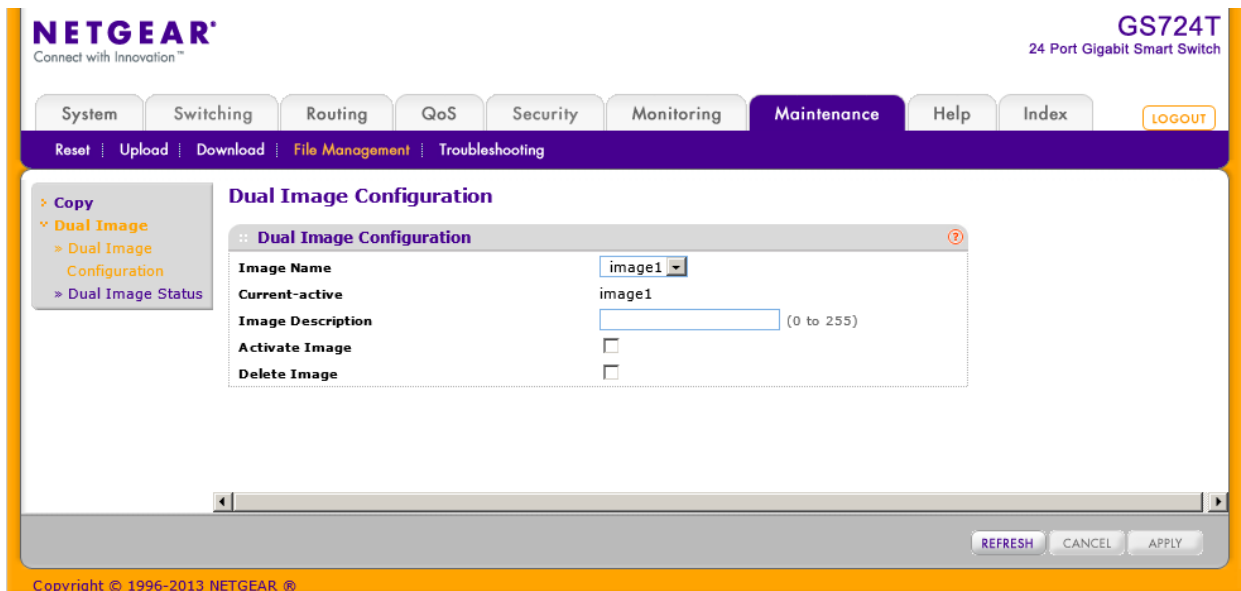 NETGEAR®
Connect with Innovation™
GS724T
24 Port Gigabit Smart Switch
System Switching Routing QoS Security Monitoring Maintenance Help Index LOGOUT
Reset Upload Download File Management Troubleshooting
Copy
Dual Image
» Dual Image
Configuration
» Dual Image Status
Dual Image Configuration
Dual Image Configuration ?
Image Name image1
Current-active image1
Image Description (0 to 255)
Activate Image
Delete Image
REFRESH CANCEL APPLY
Copyright © 1996-2013 NETGEAR ®